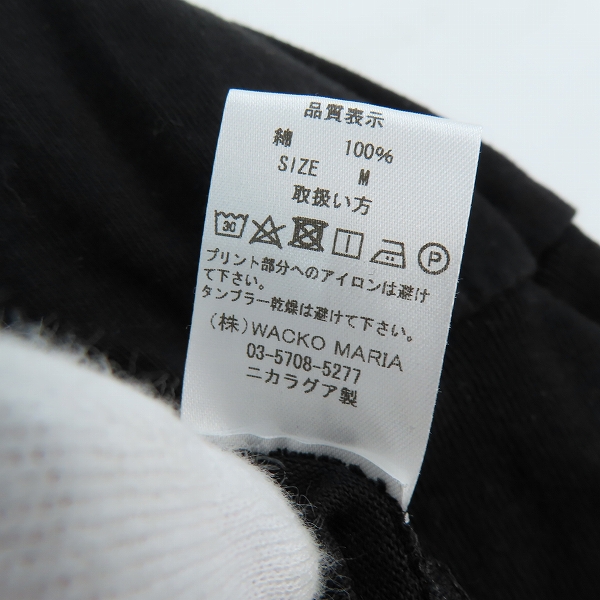 品質表示
綿 100%
SIZE M
取扱い方
30 P
プリント部分へのアイロンは避け
て下さい。
タンブラー乾燥は避けて下さい。
(株)WACKO MARIA
03-5708-5277
ニカラグア製